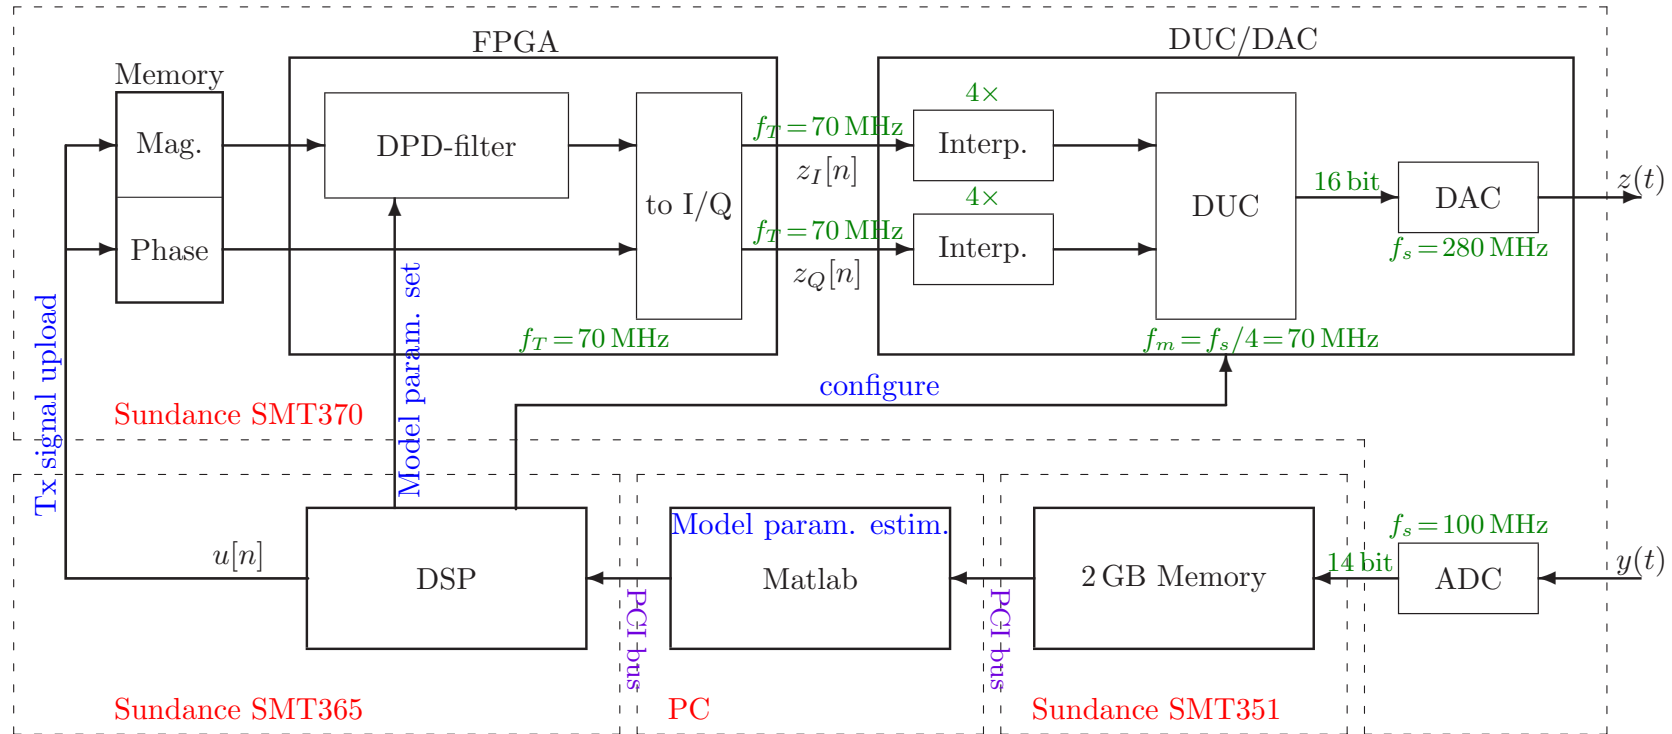 FPGA
DUC/DAC
Memory
Mag.
Phase
DPD-filter
to I/Q
f_T = 70 MHz
z_I[n]
f_T = 70 MHz
z_Q[n]
f_T = 70 MHz
4×
Interp.
4×
Interp.
DUC
16 bit
DAC
f_s = 280 MHz
z(t)
f_m = f_s/4 = 70 MHz
configure
Sundance SMT370
Tx signal upload
Model param. set
u[n]
DSP
PCI bus
Model param. estim.
Matlab
PCI bus
2 GB Memory
14 bit
f_s = 100 MHz
ADC
y(t)
Sundance SMT365
PC
Sundance SMT351